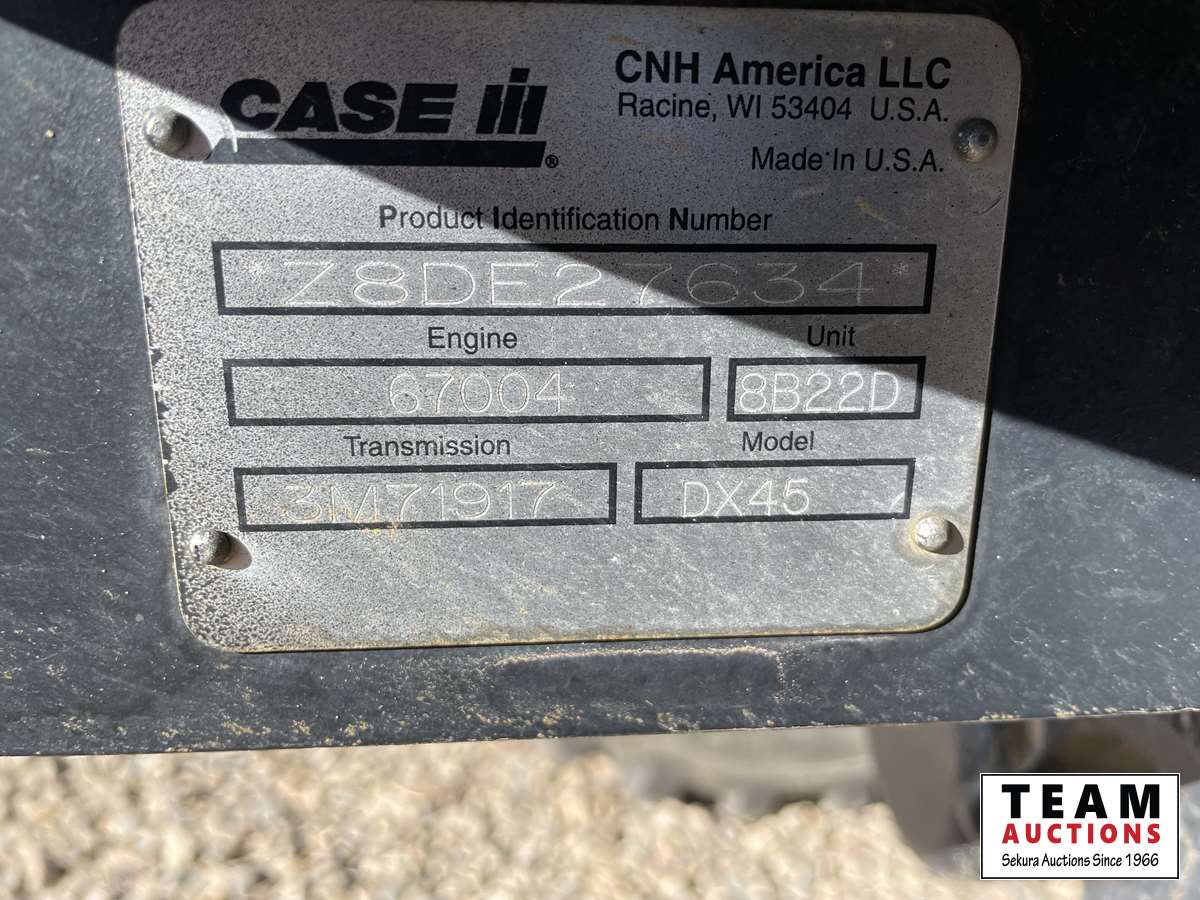 CASE IH®
CNH America LLC
Racine, WI 53404 U.S.A.
Made In U.S.A.
Product Identification Number
*Z8DE27634*
Engine
Unit
67004
8B22D
Transmission
Model
3M71917
DX45
TEAM
AUCTIONS
Sekura Auctions Since 1966